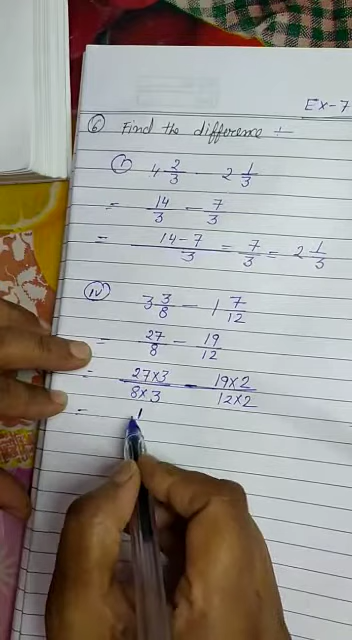 Ex-7
⑥ Find the difference :-
(i) 4 2/3 - 2 1/3
= 14/3 - 7/3
= (14-7)/3 = 7/3 = 2 1/3
(iv) 3 3/8 - 1 7/12
= 27/8 - 19/12
= (27×3)/(8×3) - (19×2)/(12×2)
=